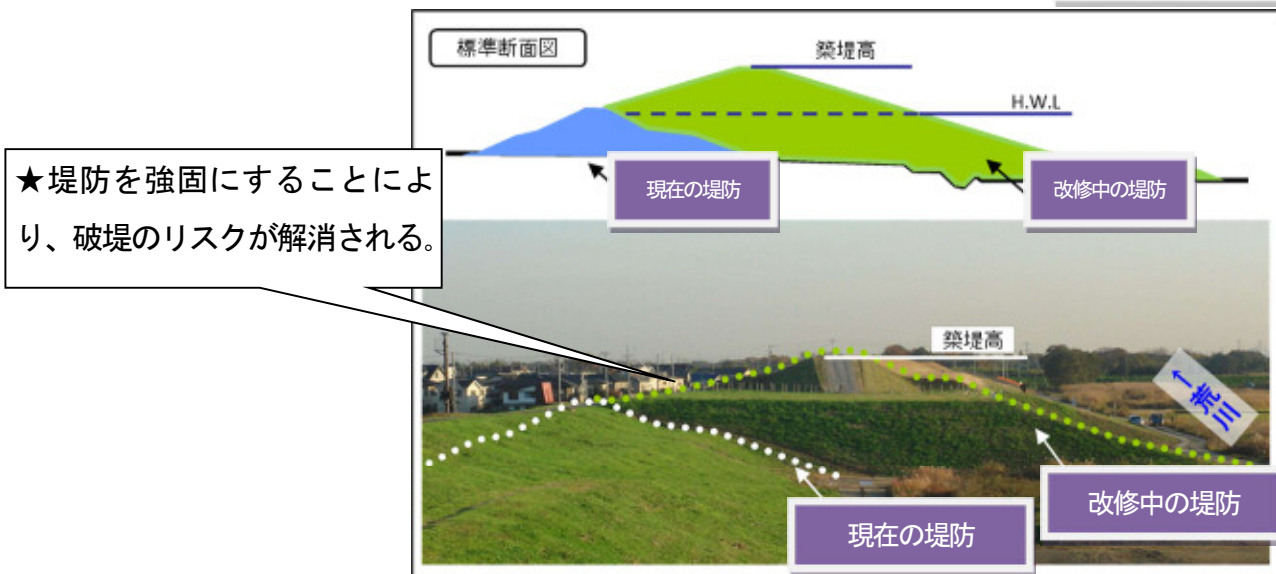 標準断面図
築堤高
H.W.L
現在の堤防
改修中の堤防
★堤防を強固にすることによ
り、破堤のリスクが解消される。
築堤高
↑荒川
改修中の堤防
現在の堤防